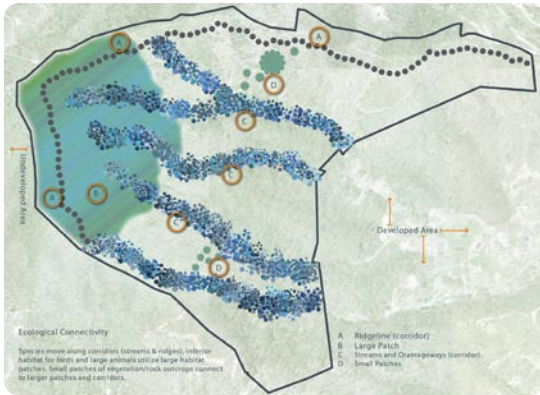 A
A
D
C
C
A
B
C
D
Undeveloped Area
Developed Area
Ecological Connectivity
Species move along corridors (streams & ridges), interior
habitat for birds and large animals utilize large habitat
patches. Small patches of vegetation/rock outcrops connect
to larger patches and corridors.
A Ridgeline (corridor)
B Large Patch
C Streams and Drainageways (corridor)
D Small Patches